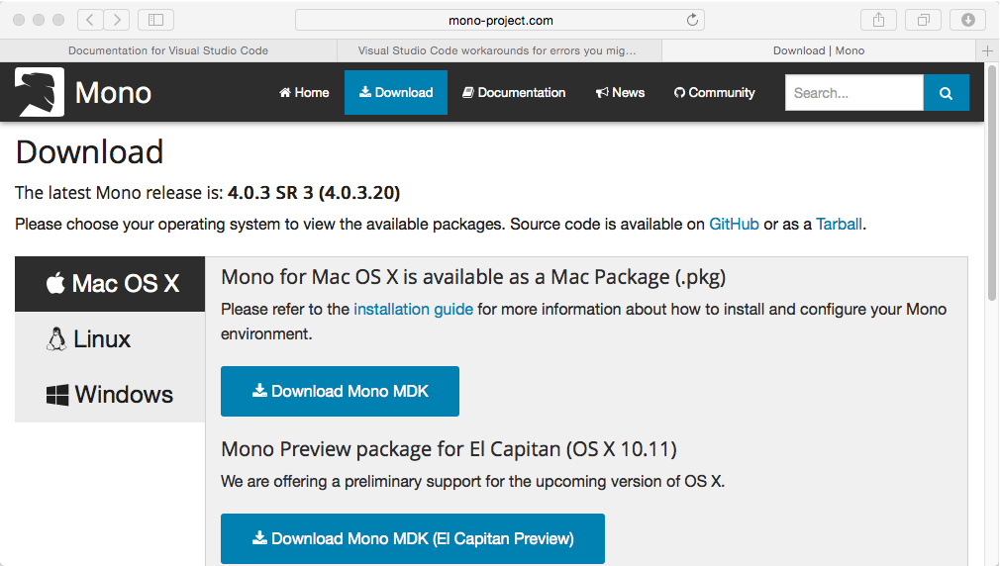 mono-project.com
Documentation for Visual Studio Code
Visual Studio Code workarounds for errors you mig...
Download | Mono
Mono
Home
Download
Documentation
News
Community
Search...
Download
The latest Mono release is: 4.0.3 SR 3 (4.0.3.20)
Please choose your operating system to view the available packages. Source code is available on GitHub or as a Tarball.
Mac OS X
Linux
Windows
Mono for Mac OS X is available as a Mac Package (.pkg)
Please refer to the installation guide for more information about how to install and configure your Mono
environment.
Download Mono MDK
Mono Preview package for El Capitan (OS X 10.11)
We are offering a preliminary support for the upcoming version of OS X.
Download Mono MDK (El Capitan Preview)